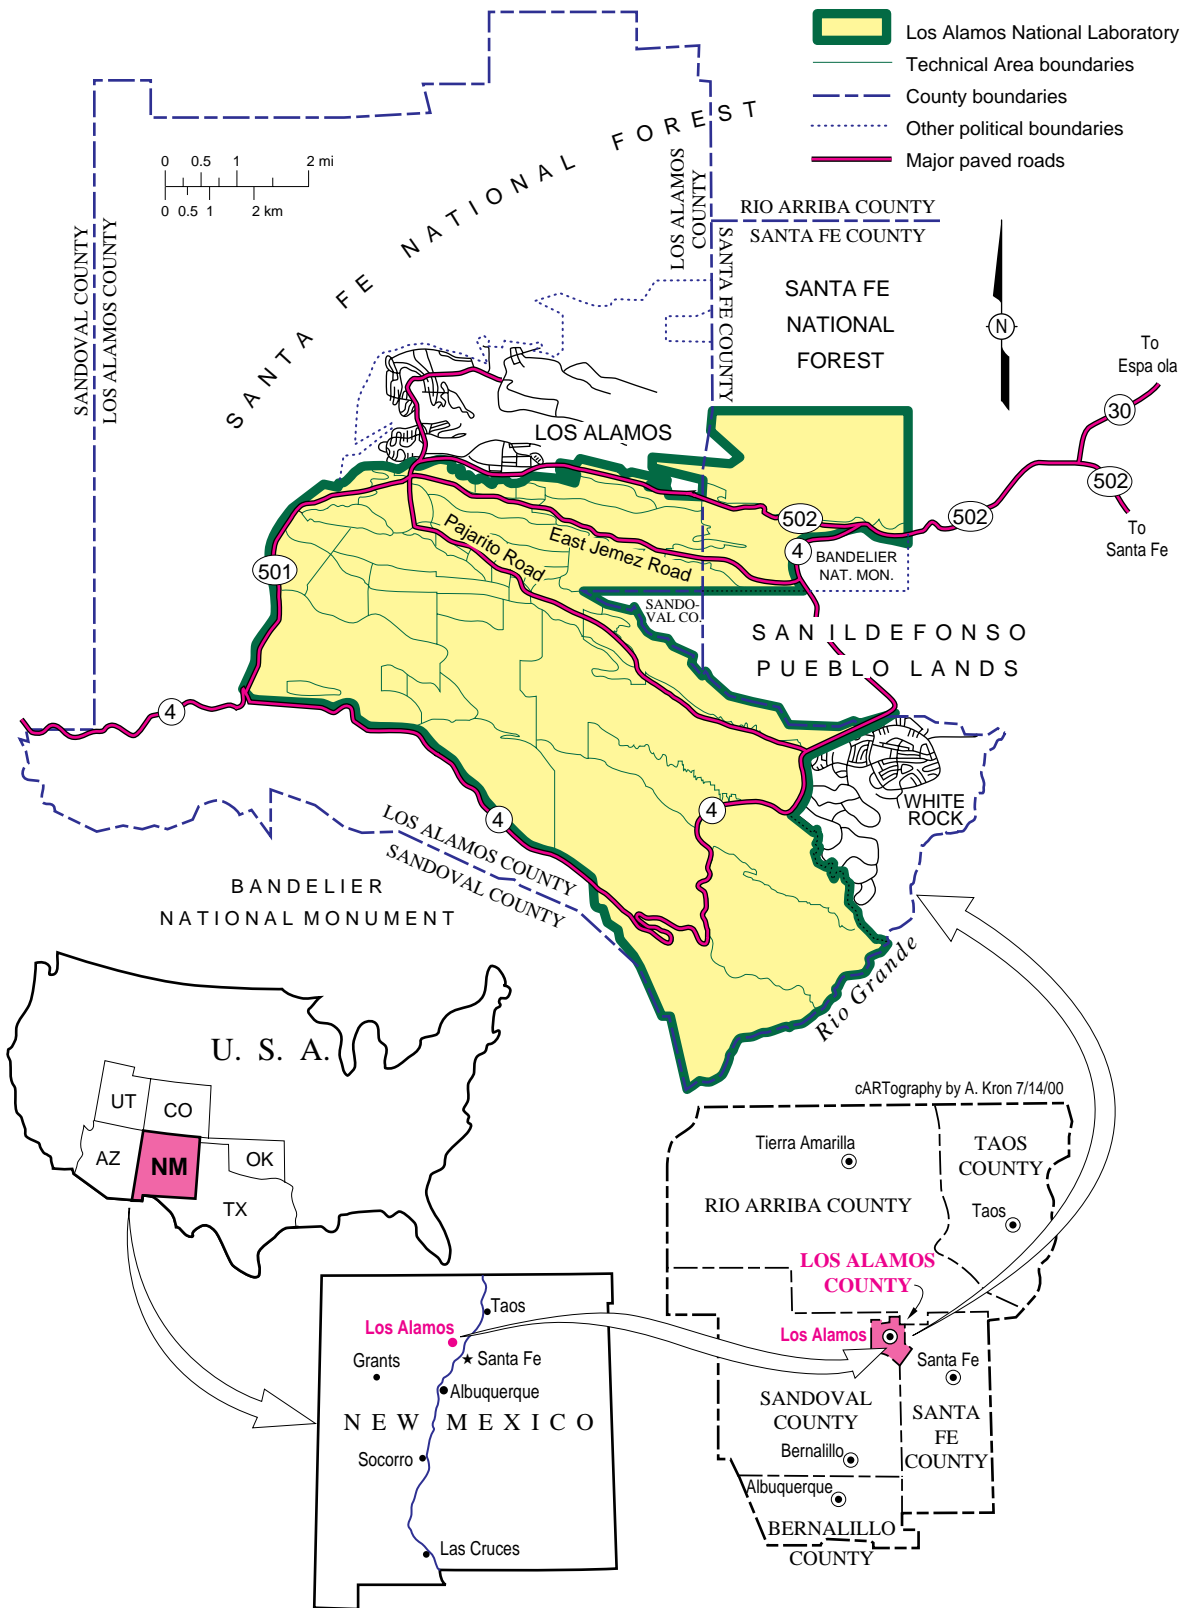 Los Alamos National Laboratory
Technical Area boundaries
County boundaries
Other political boundaries
Major paved roads
0 0.5 1 2 mi
0 0.5 1 2 km
SANTA FE NATIONAL FOREST
SANDOVAL COUNTY
LOS ALAMOS COUNTY
LOS ALAMOS
COUNTY
SANTA FE COUNTY
RIO ARRIBA COUNTY
SANTA FE COUNTY
SANTA FE
NATIONAL
FOREST
N
To
Espa ola
30
502
To
Santa Fe
502
502
LOS ALAMOS
4
BANDELIER
NAT. MON.
501
Pajarito Road
East Jemez Road
SANDO-
VAL CO.
SAN ILDEFONSO
PUEBLO LANDS
4
4
4
WHITE
ROCK
LOS ALAMOS COUNTY
SANDOVAL COUNTY
BANDELIER
NATIONAL MONUMENT
Rio Grande
cARTography by A. Kron 7/14/00
U. S. A.
UT
CO
AZ
NM
OK
TX
Taos
Los Alamos
Santa Fe
Grants
Albuquerque
NEW MEXICO
Socorro
Las Cruces
Tierra Amarilla
TAOS
COUNTY
RIO ARRIBA COUNTY
Taos
LOS ALAMOS
COUNTY
Los Alamos
Santa Fe
SANDOVAL
COUNTY
SANTA
FE
COUNTY
Bernalillo
Albuquerque
BERNALILLO
COUNTY